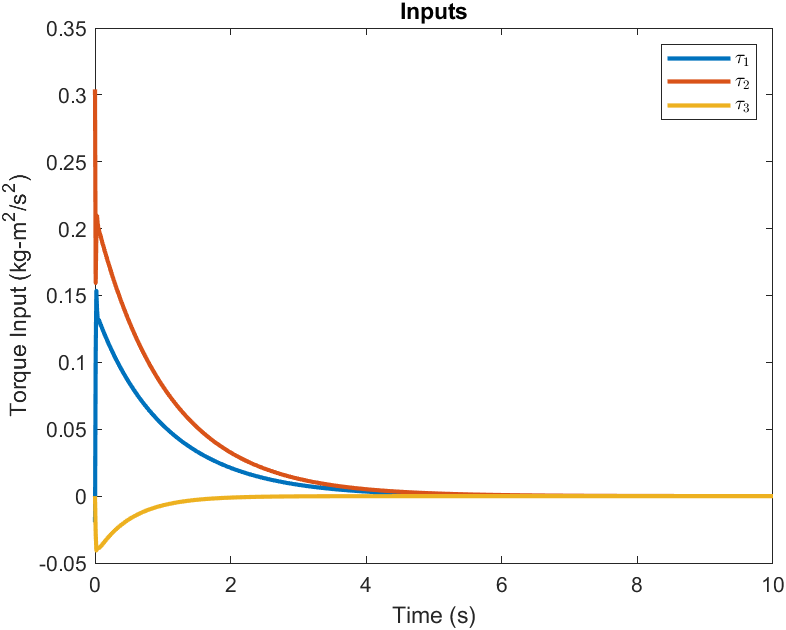 Inputs
0.35
0.3
0.25
0.2
0.15
0.1
0.05
0
-0.05
Torque Input (kg-m²/s²)
τ₁
τ₂
τ₃
0 2 4 6 8 10
Time (s)